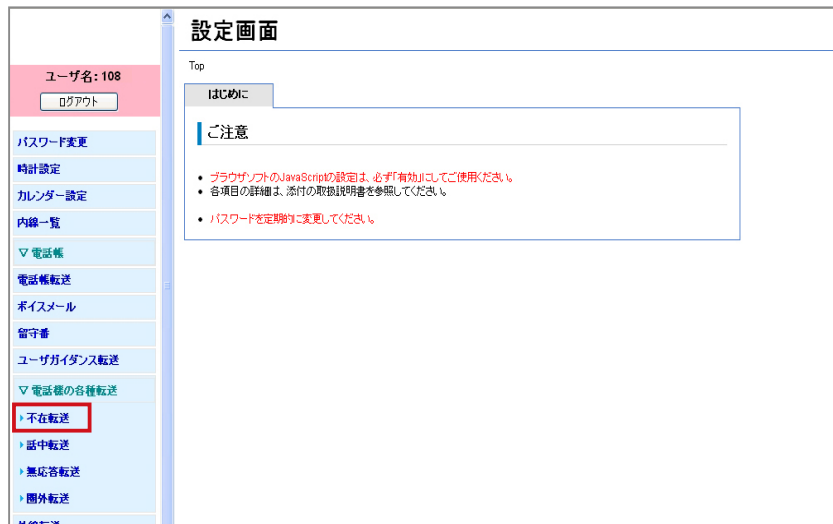 設定画面
ユーザ名: 108
ログアウト
パスワード変更
時計設定
カレンダー設定
内線一覧
▽ 電話帳
電話帳転送
ボイスメール
留守番
ユーザガイダンス転送
▽ 電話機の各種転送
不在転送
話中転送
無応答転送
圏外転送
Top
はじめに
ご注意
• ブラウザソフトのJavaScriptの設定は、必ず「有効」にしてご使用ください。
• 各項目の詳細は、添付の取扱説明書を参照してください。
• パスワードを定期的に変更してください。